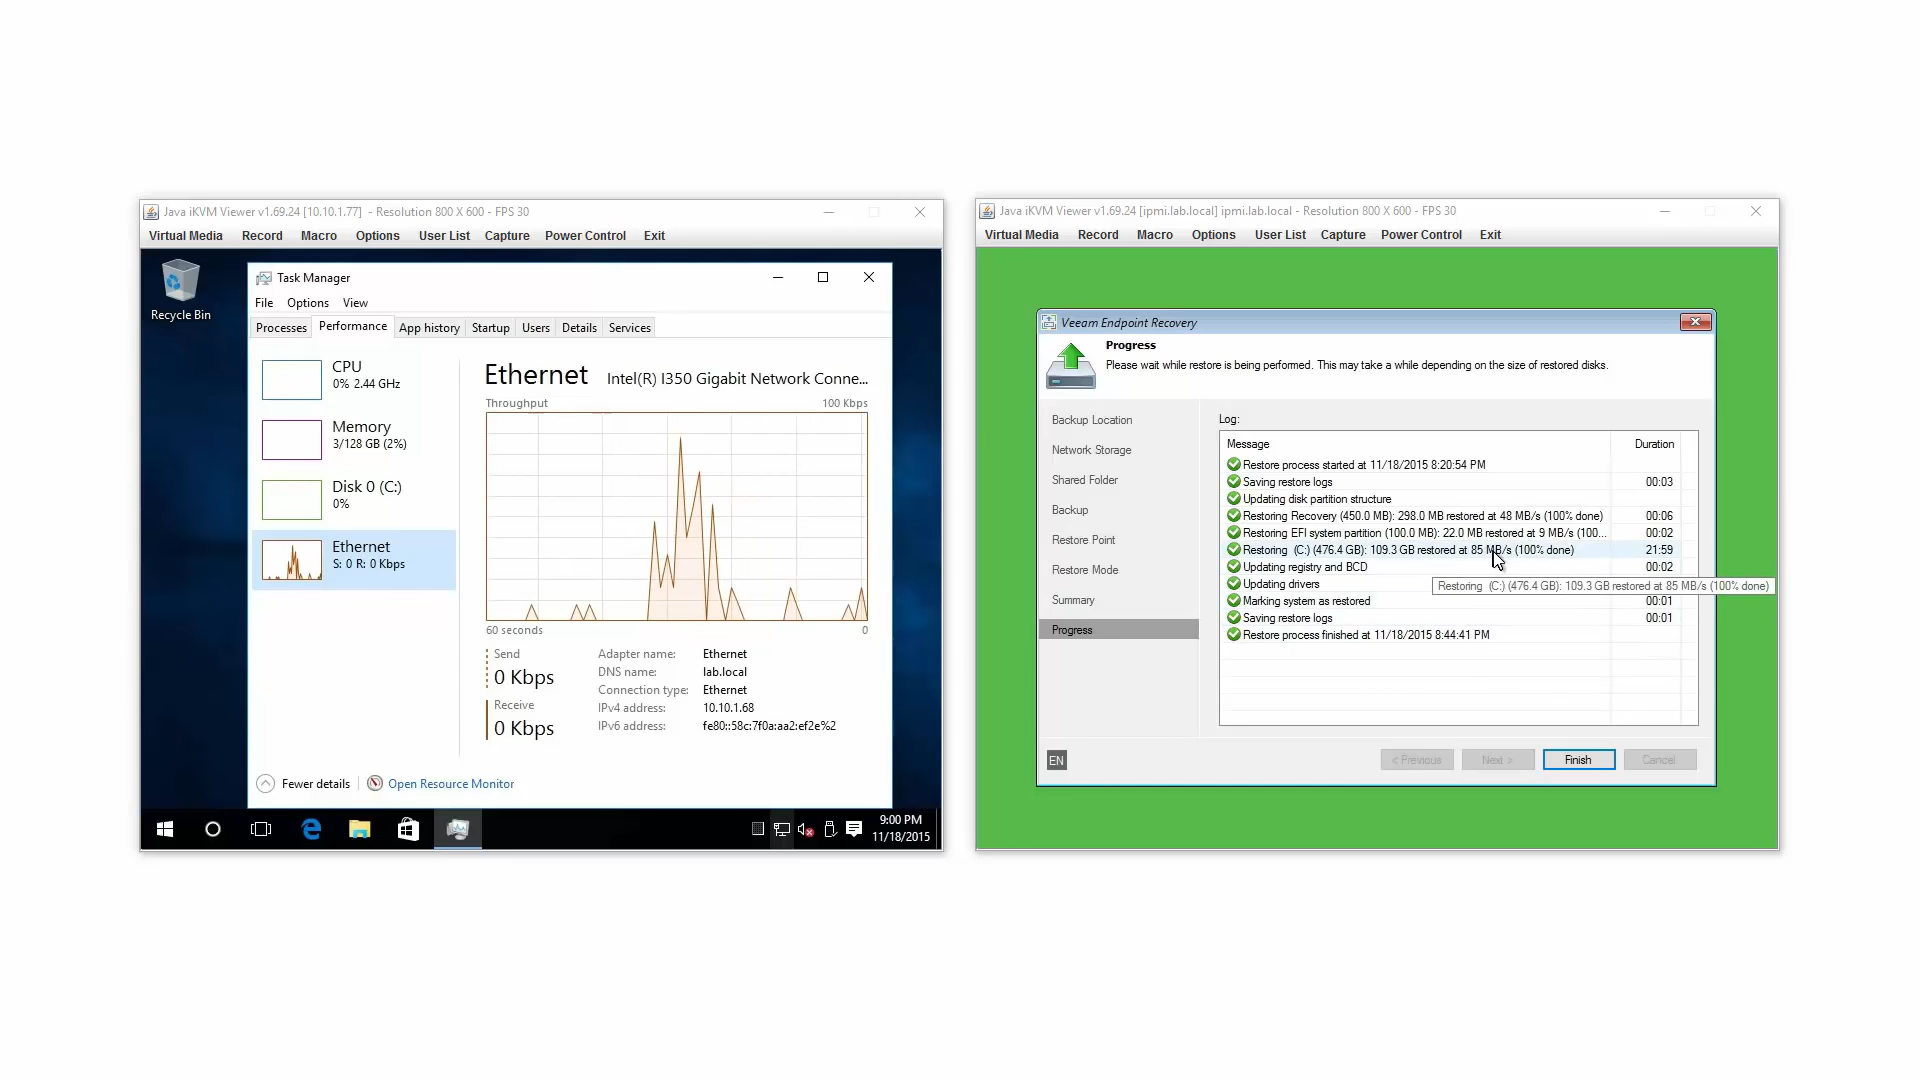 Java iKVM Viewer v1.69.24 [10.10.1.77] - Resolution 800 X 600 - FPS 30
Virtual Media Record Macro Options User List Capture Power Control Exit
Recycle Bin
Task Manager
File Options View
Processes Performance App history Startup Users Details Services
CPU
0% 2.44 GHz
Memory
3/128 GB (2%)
Disk 0 (C:)
0%
Ethernet
S: 0 R: 0 Kbps
Ethernet Intel(R) I350 Gigabit Network Conne...
Throughput 100 Kbps
60 seconds 0
Send
0 Kbps
Receive
0 Kbps
Adapter name: Ethernet
DNS name: lab.local
Connection type: Ethernet
IPv4 address: 10.10.1.68
IPv6 address: fe80::58c:7f0a:aa2:ef2e%2
Fewer details Open Resource Monitor
9:00 PM
11/18/2015
Java iKVM Viewer v1.69.24 [ipmi.lab.local] ipmi.lab.local - Resolution 800 X 600 - FPS 30
Virtual Media Record Macro Options User List Capture Power Control Exit
Veeam Endpoint Recovery
Progress
Please wait while restore is being performed. This may take a while depending on the size of restored disks.
Backup Location
Network Storage
Shared Folder
Backup
Restore Point
Restore Mode
Summary
Progress
Log:
Message Duration
Restore process started at 11/18/2015 8:20:54 PM
Saving restore logs 00:03
Updating disk partition structure
Restoring Recovery (450.0 MB): 298.0 MB restored at 48 MB/s (100% done) 00:06
Restoring EFI system partition (100.0 MB): 22.0 MB restored at 9 MB/s (100... 00:02
Restoring (C:) (476.4 GB): 109.3 GB restored at 85 MB/s (100% done) 21:59
Updating registry and BCD 00:02
Updating drivers
Restoring (C:) (476.4 GB): 109.3 GB restored at 85 MB/s (100% done)
Marking system as restored 00:01
Saving restore logs 00:01
Restore process finished at 11/18/2015 8:44:41 PM
EN
< Previous Next > Finish Cancel